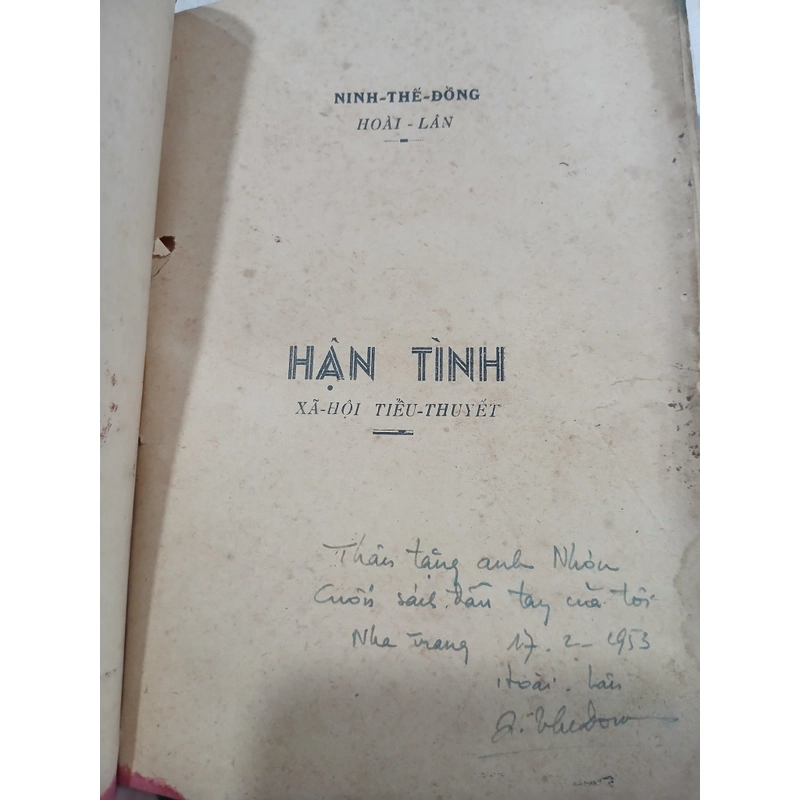 NINH-THẾ-ĐỒNG
HOÀI - LÂN
HẬN TÌNH
XÃ-HỘI TIỂU-THUYẾT
Thân tặng anh Nhơn
Cuốn sách đầu tay của tôi
Nha trang 17.2-1953
Hoài. Lân